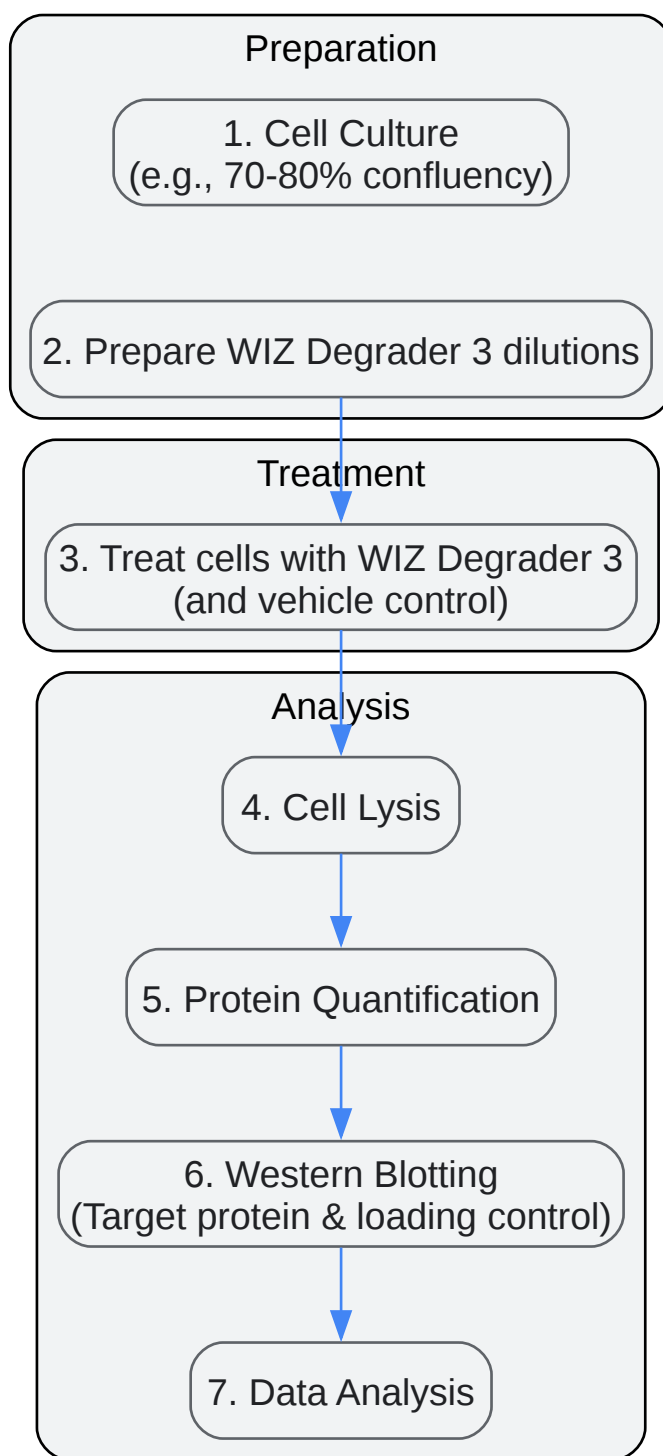 Preparation
1. Cell Culture
(e.g., 70-80% confluency)
2. Prepare WIZ Degrader 3 dilutions
Treatment
3. Treat cells with WIZ Degrader 3
(and vehicle control)
Analysis
4. Cell Lysis
5. Protein Quantification
6. Western Blotting
(Target protein & loading control)
7. Data Analysis